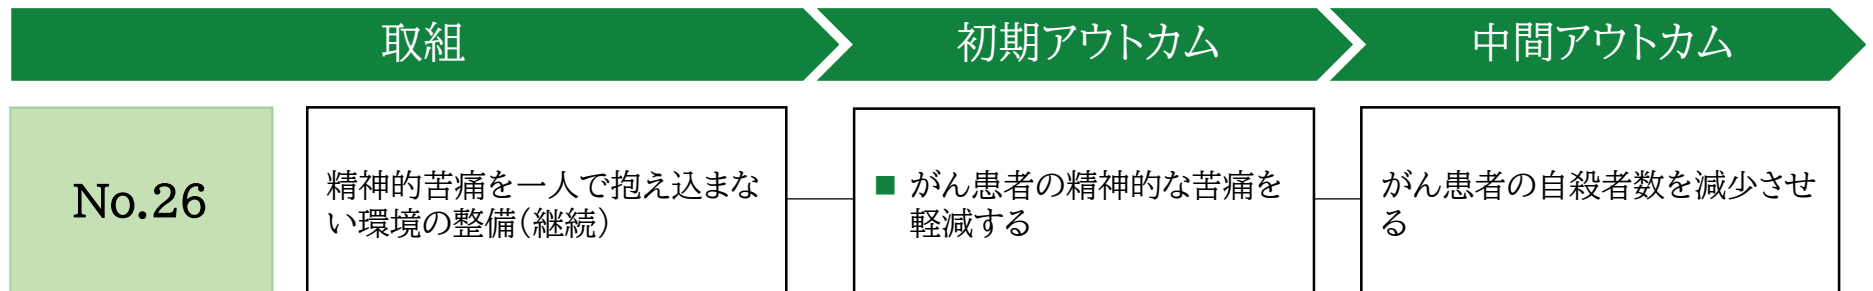 取組
初期アウトカム
中間アウトカム
No.26
精神的苦痛を一人で抱え込まな
い環境の整備(継続)
■ がん患者の精神的な苦痛を
軽減する
がん患者の自殺者数を減少させ
る